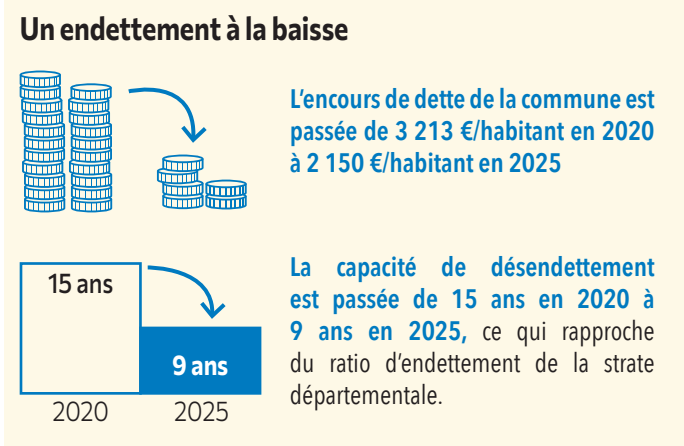 Un endettement à la baisse
L'encours de dette de la commune est
passée de 3 213 €/habitant en 2020
à 2 150 €/habitant en 2025
15 ans
9 ans
2020
2025
La capacité de désendettement
est passée de 15 ans en 2020 à
9 ans en 2025, ce qui rapproche
du ratio d'endettement de la strate
départementale.